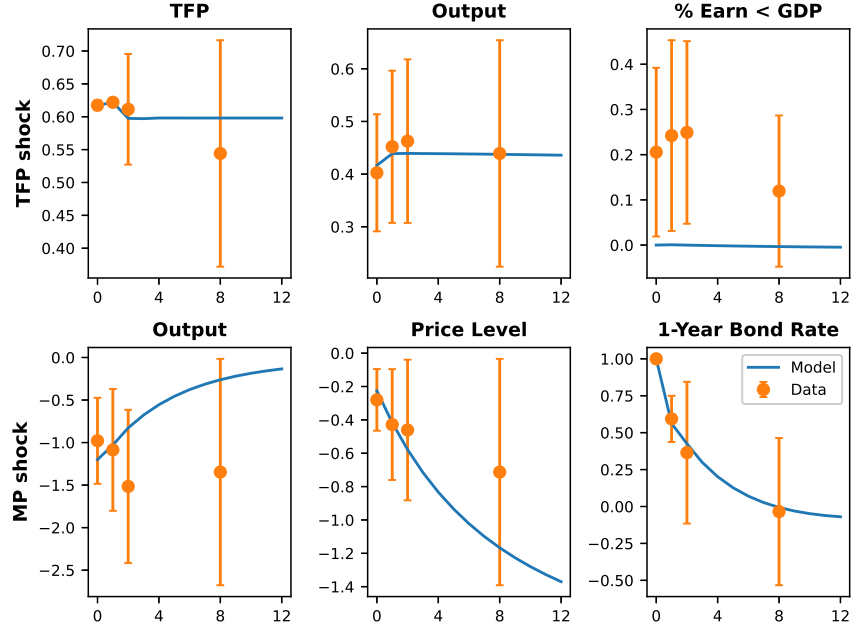 TFP
Output
% Earn < GDP
TFP shock
0.70
0.65
0.60
0.55
0.50
0.45
0.40
0 4 8 12
0.6
0.5
0.4
0.3
0 4 8 12
0.4
0.3
0.2
0.1
0.0
0 4 8 12
Output
Price Level
1-Year Bond Rate
MP shock
0.0
−0.5
−1.0
−1.5
−2.0
−2.5
0 4 8 12
0.0
−0.2
−0.4
−0.6
−0.8
−1.0
−1.2
−1.4
0 4 8 12
1.00
0.75
0.50
0.25
0.00
−0.25
−0.50
0 4 8 12
Model
Data